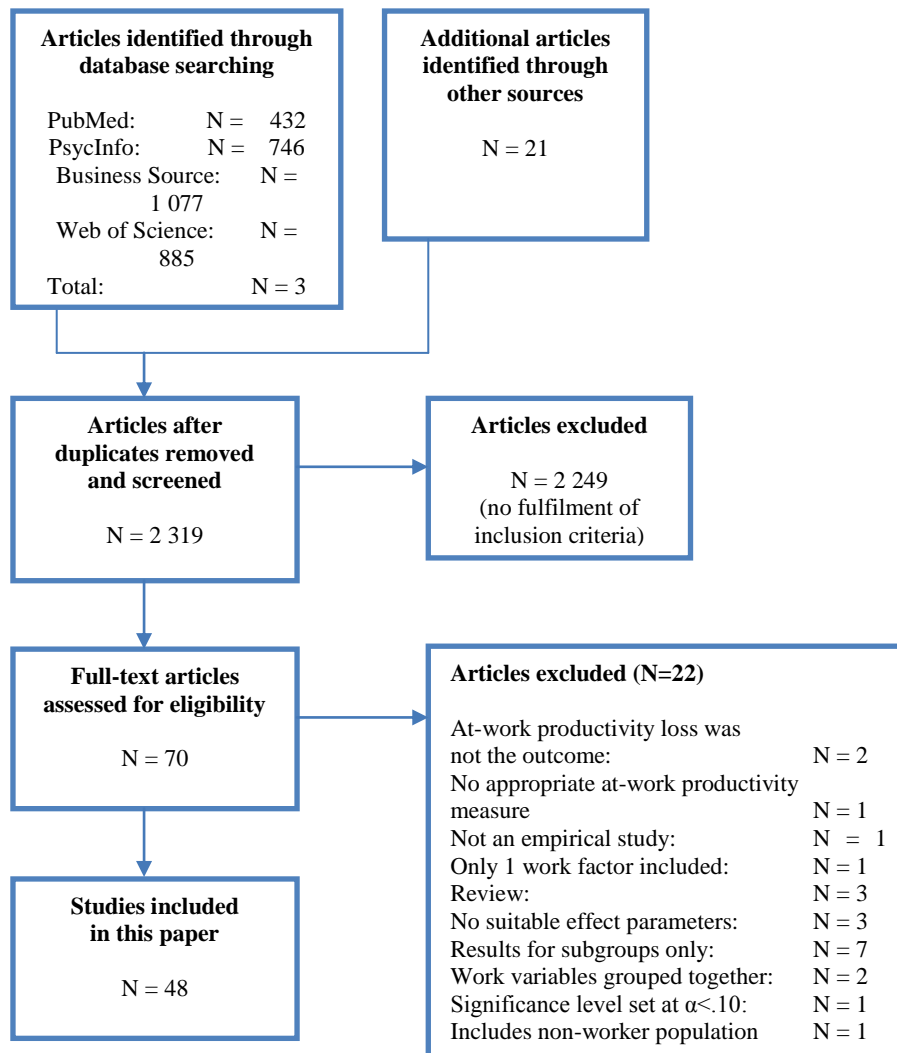 Articles identified through
database searching
PubMed: N = 432
PsycInfo: N = 746
Business Source: N =
1 077
Web of Science: N =
885
Total: N = 3
Additional articles
identified through
other sources
N = 21
Articles after
duplicates removed
and screened
N = 2 319
Articles excluded
N = 2 249
(no fulfilment of
inclusion criteria)
Full-text articles
assessed for eligibility
N = 70
Articles excluded (N=22)
At-work productivity loss was
not the outcome: N = 2
No appropriate at-work productivity
measure N = 1
Not an empirical study: N = 1
Only 1 work factor included: N = 1
Review: N = 3
No suitable effect parameters: N = 3
Results for subgroups only: N = 7
Work variables grouped together: N = 2
Significance level set at α<.10: N = 1
Includes non-worker population N = 1
Studies included
in this paper
N = 48